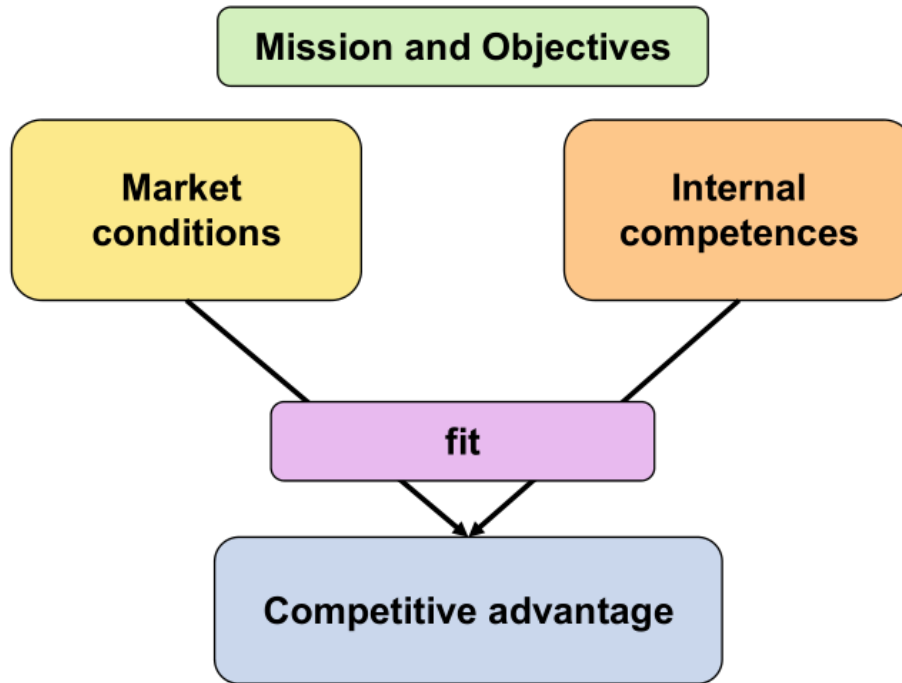 Mission and Objectives
Market
conditions
Internal
competences
fit
Competitive advantage